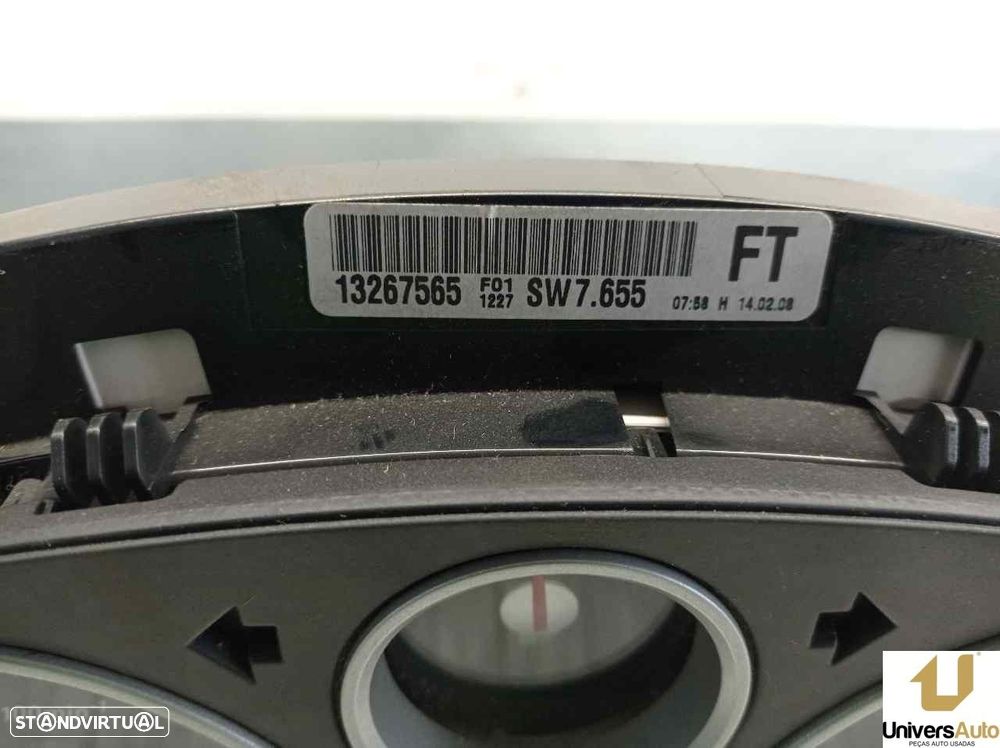 FT
13267565 F01 1227 SW7.655 07:58 H 14.02.08
STANDVIRTUAL
UniversAuto
PEÇAS AUTO USADAS